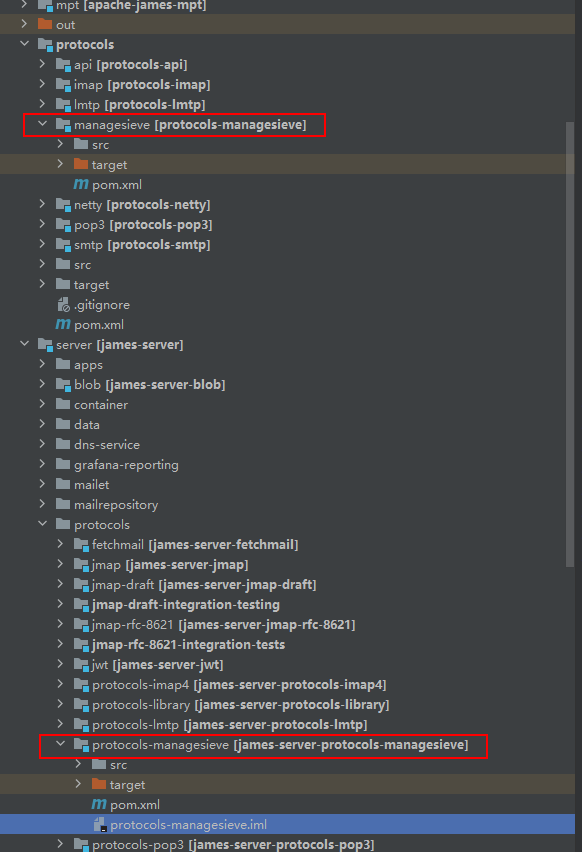 mpt [apache-james-mpt]
out
protocols
api [protocols-api]
imap [protocols-imap]
lmtp [protocols-lmtp]
managesieve [protocols-managesieve]
src
target
m pom.xml
netty [protocols-netty]
pop3 [protocols-pop3]
smtp [protocols-smtp]
src
target
.gitignore
m pom.xml
server [james-server]
apps
blob [james-server-blob]
container
data
dns-service
grafana-reporting
mailet
mailrepository
protocols
fetchmail [james-server-fetchmail]
jmap [james-server-jmap]
jmap-draft [james-server-jmap-draft]
jmap-draft-integration-testing
jmap-rfc-8621 [james-server-jmap-rfc-8621]
jmap-rfc-8621-integration-tests
jwt [james-server-jwt]
protocols-imap4 [james-server-protocols-imap4]
protocols-library [james-server-protocols-library]
protocols-lmtp [james-server-protocols-lmtp]
protocols-managesieve [james-server-protocols-managesieve]
src
target
m pom.xml
protocols-managesieve.iml
protocols-pop3 [james-server-protocols-pop3]